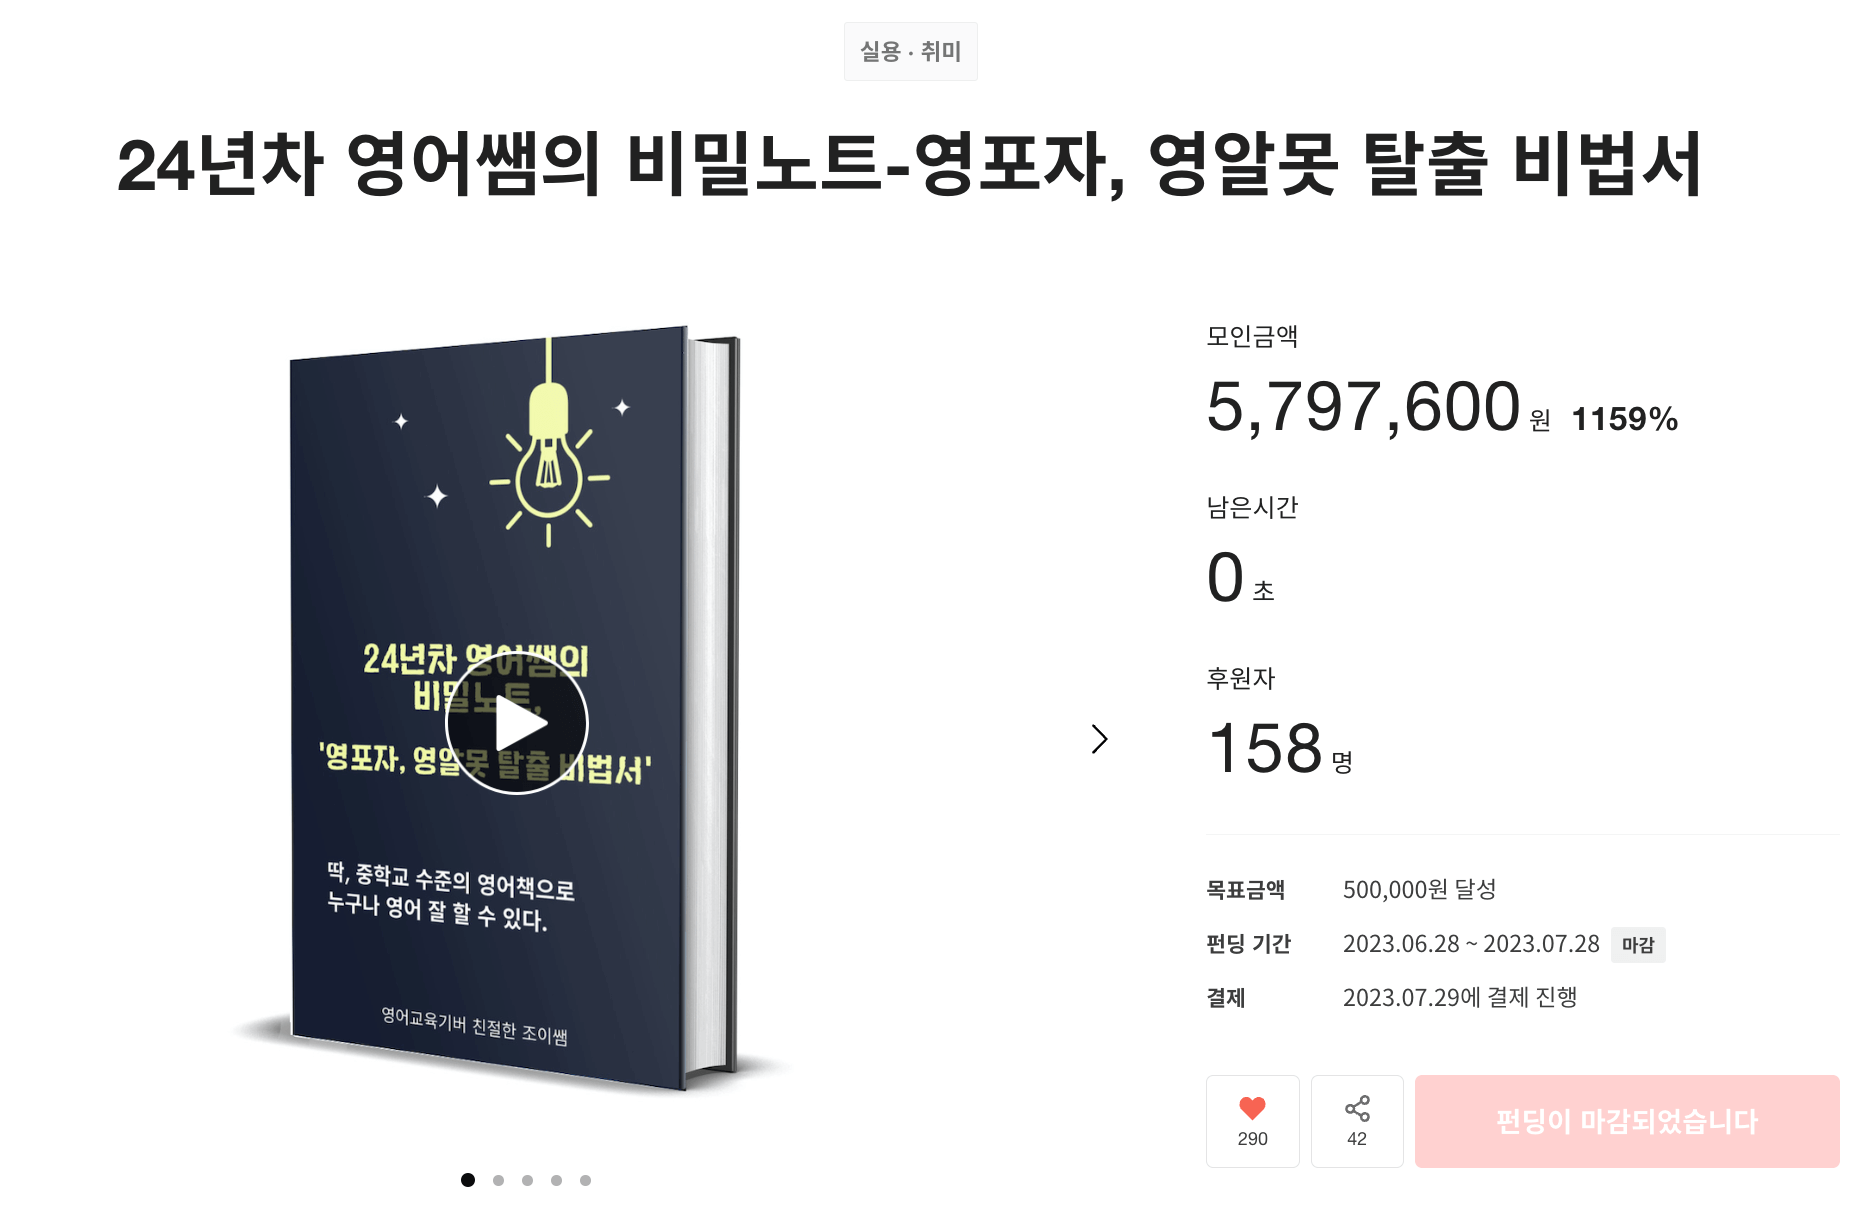 실용 · 취미
24년차 영어쌤의 비밀노트-영포자, 영알못 탈출 비법서
24년차 영어쌤의
비밀노트,
'영포자, 영알못 탈출 비법서'
딱, 중학교 수준의 영어책으로
누구나 영어 잘 할 수 있다.
영어교육기버 친절한 조이쌤
모인금액
5,797,600 원 1159%
남은시간
0 초
후원자
158 명
목표금액 500,000원 달성
펀딩 기간 2023.06.28 ~ 2023.07.28 마감
결제 2023.07.29에 결제 진행
290 42 펀딩이 마감되었습니다